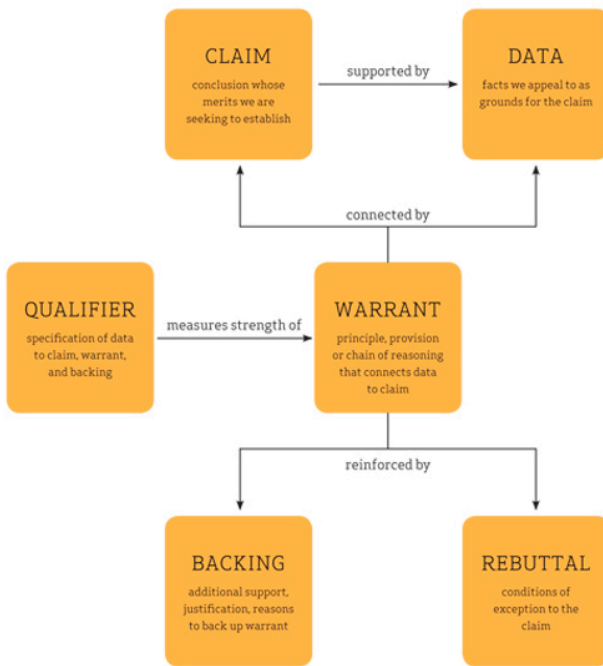 CLAIM
conclusion whose
merits we are
seeking to establish
supported by
DATA
facts we appeal to as
grounds for the claim
connected by
QUALIFIER
specification of data
to claim, warrant,
and backing
measures strength of
WARRANT
principle, provision
or chain of reasoning
that connects data
to claim
reinforced by
BACKING
additional support,
justification, reasons
to back up warrant
REBUTTAL
conditions of
exception to the
claim